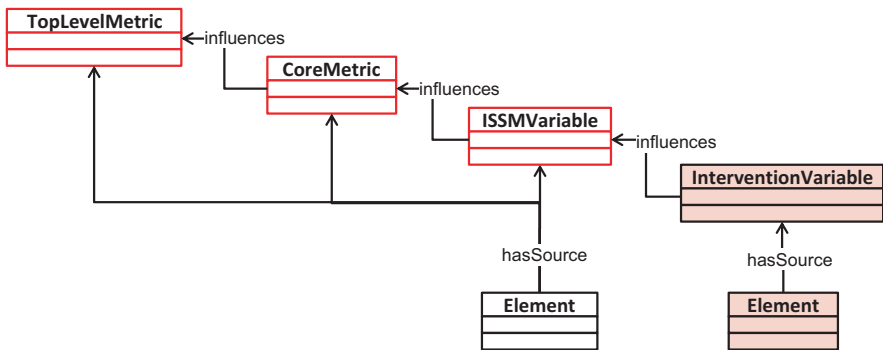 TopLevelMetric
influences
CoreMetric
influences
ISSMVariable
influences
InterventionVariable
hasSource
hasSource
Element
Element